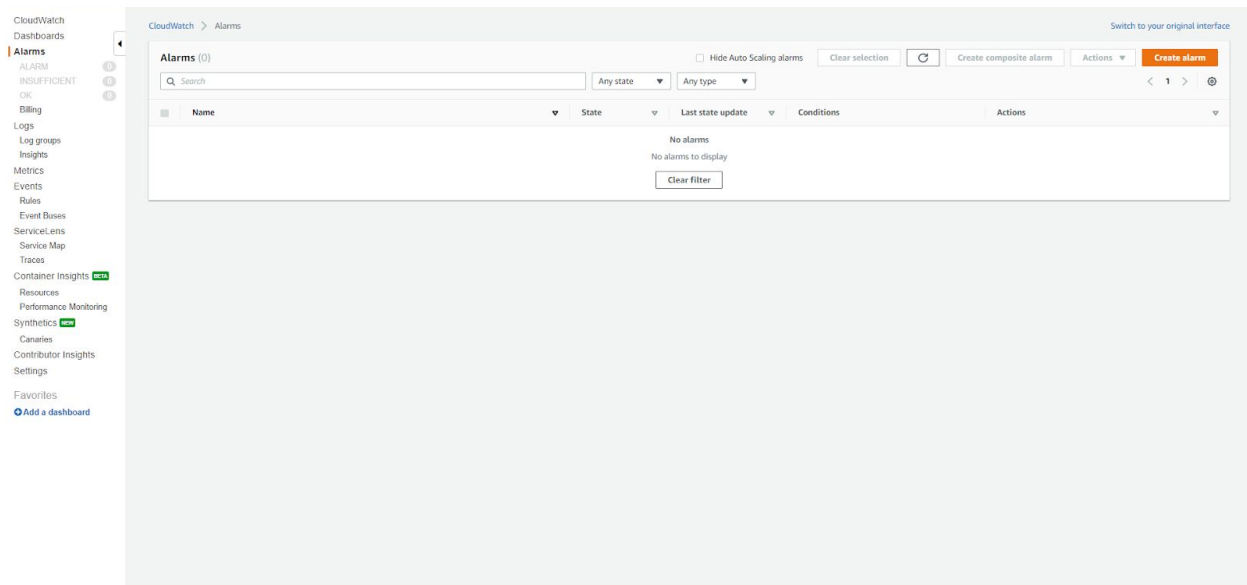 CloudWatch
Dashboards
Alarms
ALARM 0
INSUFFICIENT 0
OK 0
Billing
Logs
Log groups
Insights
Metrics
Events
Rules
Event Buses
ServiceLens
Service Map
Traces
Container Insights BETA
Resources
Performance Monitoring
Synthetics NEW
Canaries
Contributor Insights
Settings
Favorites
Add a dashboard
CloudWatch > Alarms
Switch to your original interface
Alarms (0)
Hide Auto Scaling alarms
Clear selection
Create composite alarm
Actions
Create alarm
Search
Any state
Any type
< 1 >
Name State Last state update Conditions Actions
No alarms
No alarms to display
Clear filter